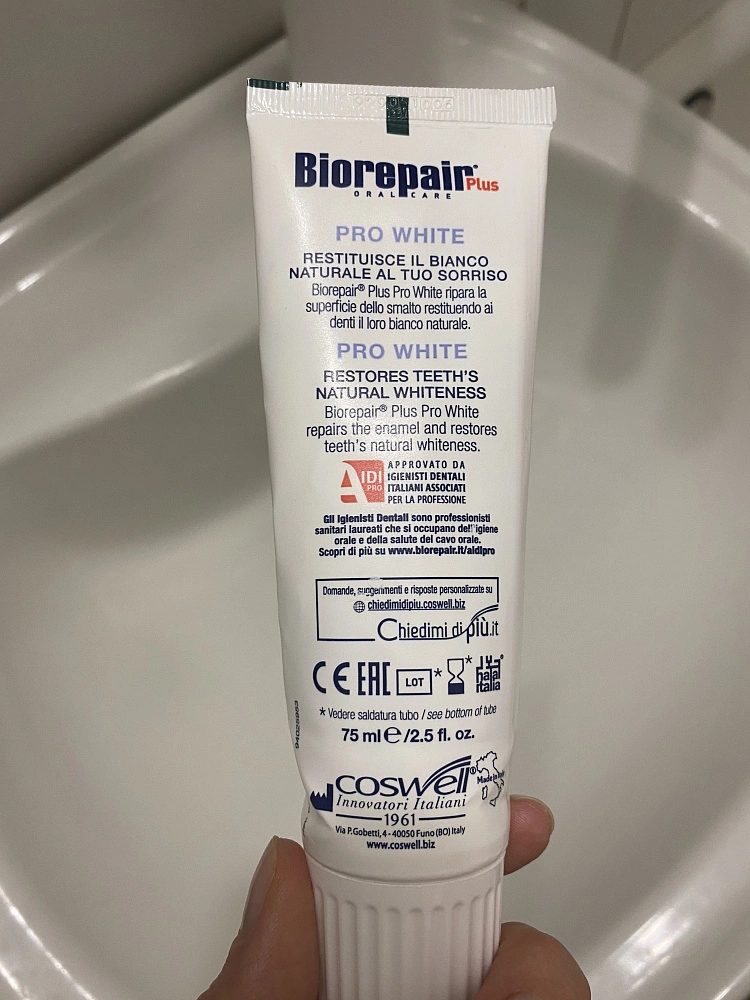 Biorepair® Plus
ORAL CARE
PRO WHITE
RESTITUISCE IL BIANCO
NATURALE AL TUO SORRISO
Biorepair® Plus Pro White ripara la
superficie dello smalto restituendo ai
denti il loro bianco naturale.
PRO WHITE
RESTORES TEETH'S
NATURAL WHITENESS
Biorepair® Plus Pro White
repairs the enamel and restores
teeth's natural whiteness.
AIDI PRO
APPROVATO DA
IGIENISTI DENTALI
ITALIANI ASSOCIATI
PER LA PROFESSIONE
Gli Igienisti Dentali sono professionisti
sanitari laureati che si occupano dell'igiene
orale e della salute del cavo orale.
Scopri di più su www.biorepair.it/aidipro
Domande, suggerimenti e risposte personalizzate su
chiedimidipiu.coswell.biz
Chiedimi di più.it
CE EAC LOT * * halal italia
* Vedere saldatura tubo / see bottom of tube
75 ml e /2.5 fl. oz.
94025953
coswell®
Innovatori Italiani
1961
Made in Italy
Via P. Gobetti, 4 - 40050 Funo (BO) Italy
www.coswell.biz